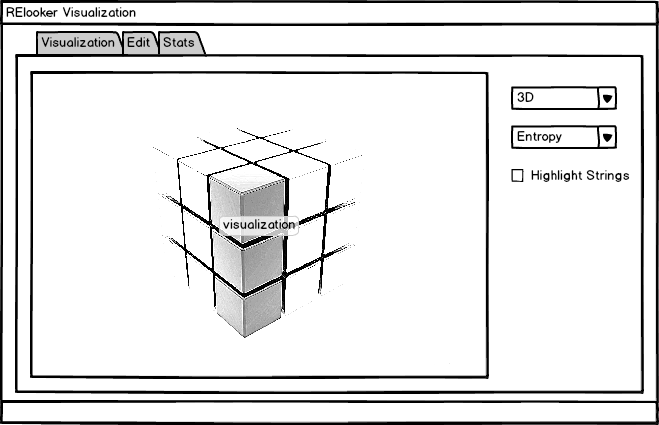 RElooker Visualization
Visualization
Edit
Stats
3D
Entropy
Highlight Strings
visualization